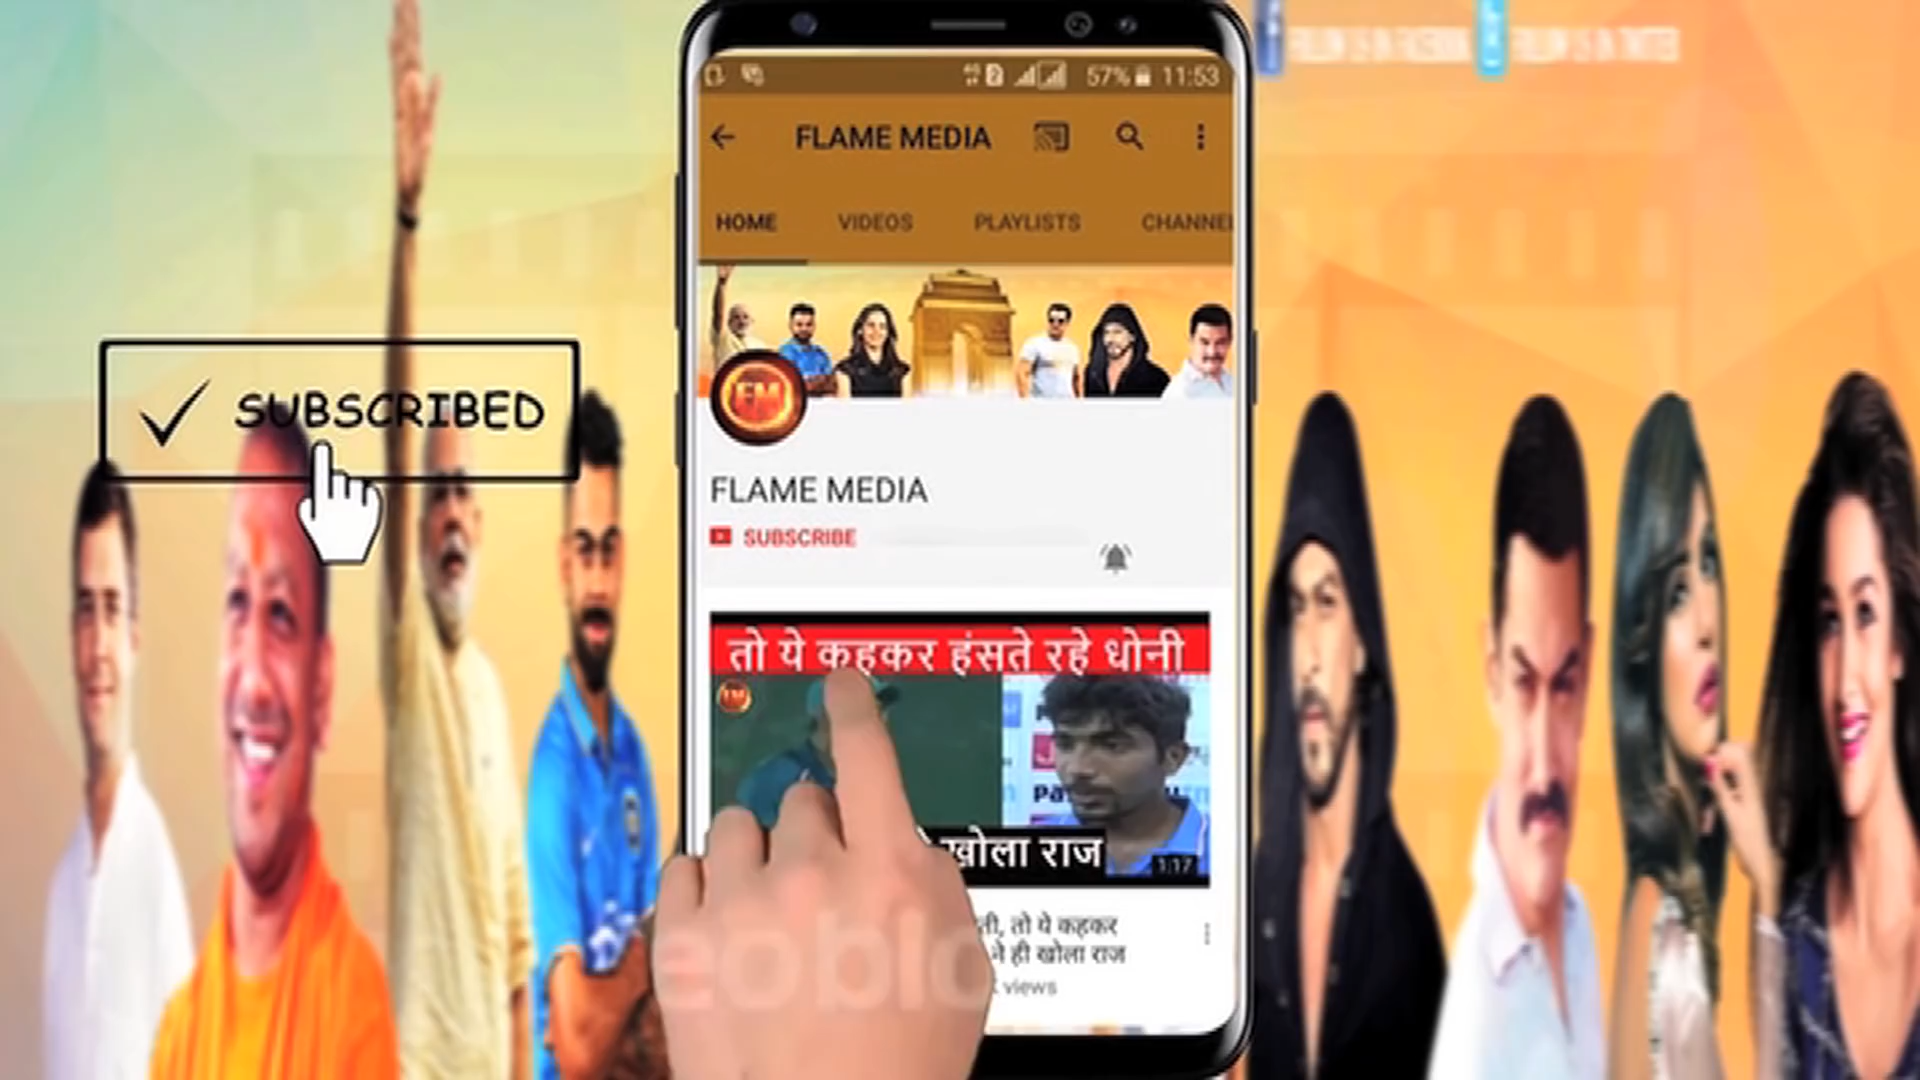 57% 11:53
FLAME MEDIA
HOME VIDEOS PLAYLISTS CHANNEL
SUBSCRIBED
FM
FLAME MEDIA
SUBSCRIBE
तो ये कहकर हंसते रहे धोनी
खोला राज
1:17
तो ये कहकर
ने ही खोला राज
views